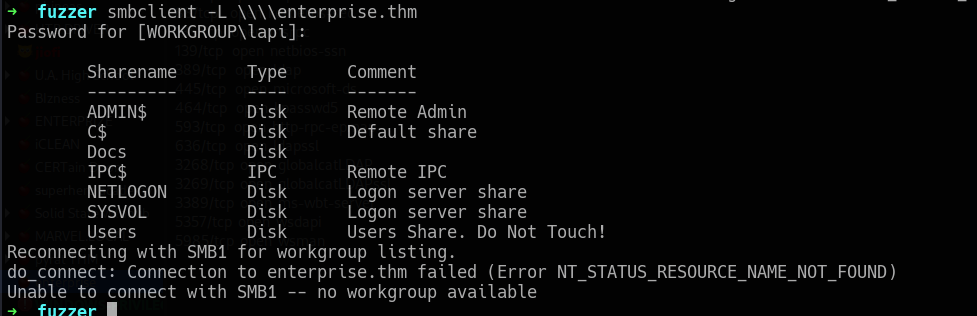 → fuzzer smbclient -L \\\\enterprise.thm
Password for [WORKGROUP\lapi]:
Sharename Type Comment
--------- ---- -------
ADMIN$ Disk Remote Admin
C$ Disk Default share
Docs Disk
IPC$ IPC Remote IPC
NETLOGON Disk Logon server share
SYSVOL Disk Logon server share
Users Disk Users Share. Do Not Touch!
Reconnecting with SMB1 for workgroup listing.
do_connect: Connection to enterprise.thm failed (Error NT_STATUS_RESOURCE_NAME_NOT_FOUND)
Unable to connect with SMB1 -- no workgroup available
→ fuzzer